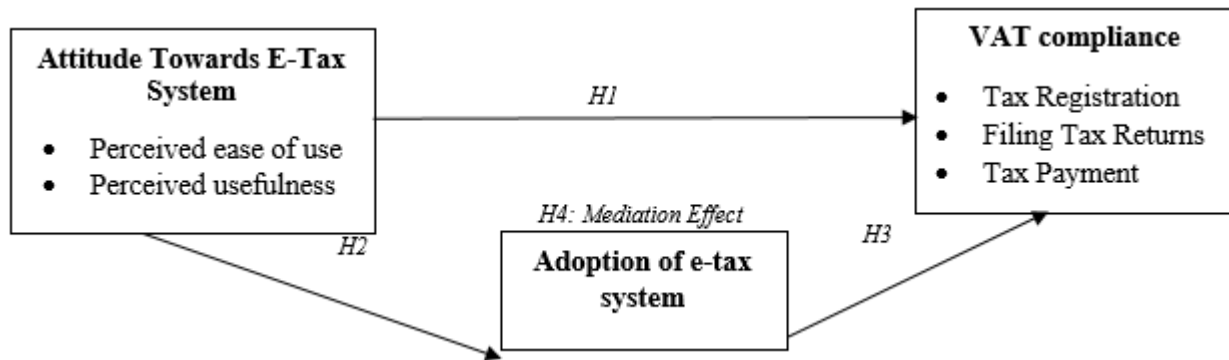 Attitude Towards E-Tax
System
• Perceived ease of use
• Perceived usefulness
H1
VAT compliance
• Tax Registration
• Filing Tax Returns
• Tax Payment
H2
H4: Mediation Effect
Adoption of e-tax
system
H3